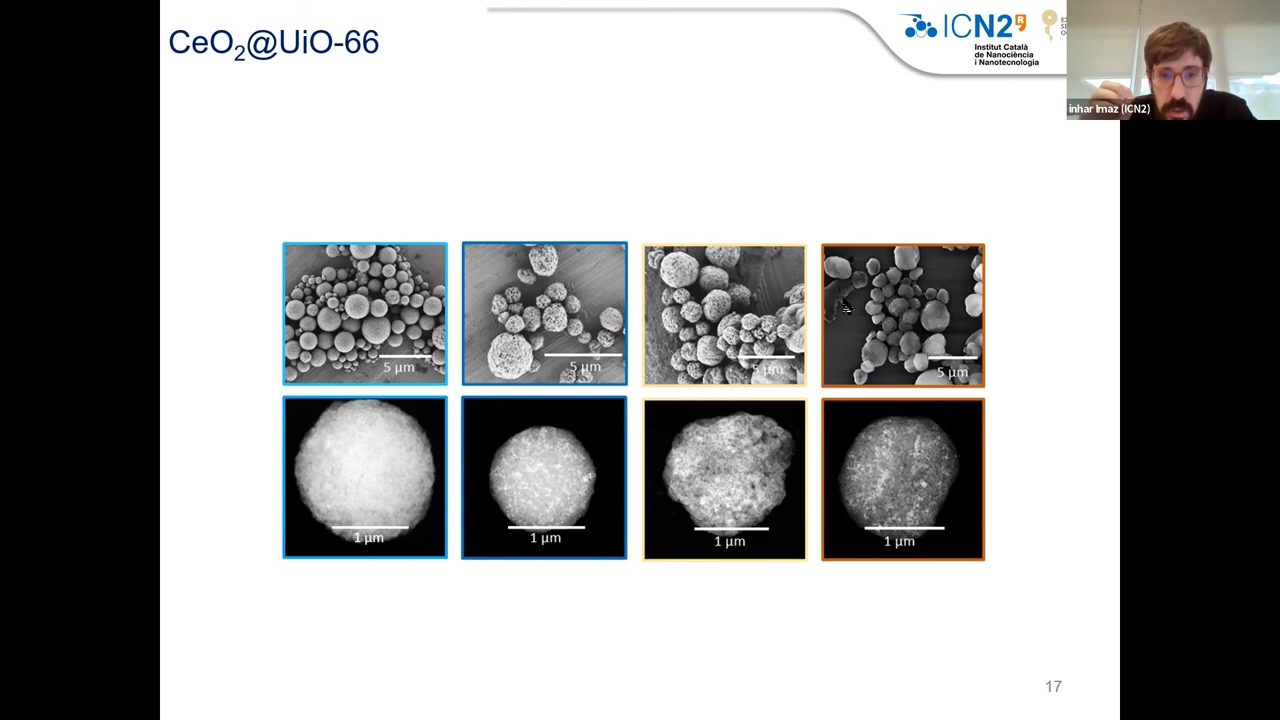 CeO2@UiO-66
ICN2
R
Institut Català
de Nanociència
i Nanotecnologia
inhar Imaz (ICN2)
5 µm
5 µm
5 µm
5 µm
1 µm
1 µm
1 µm
1 µm
17